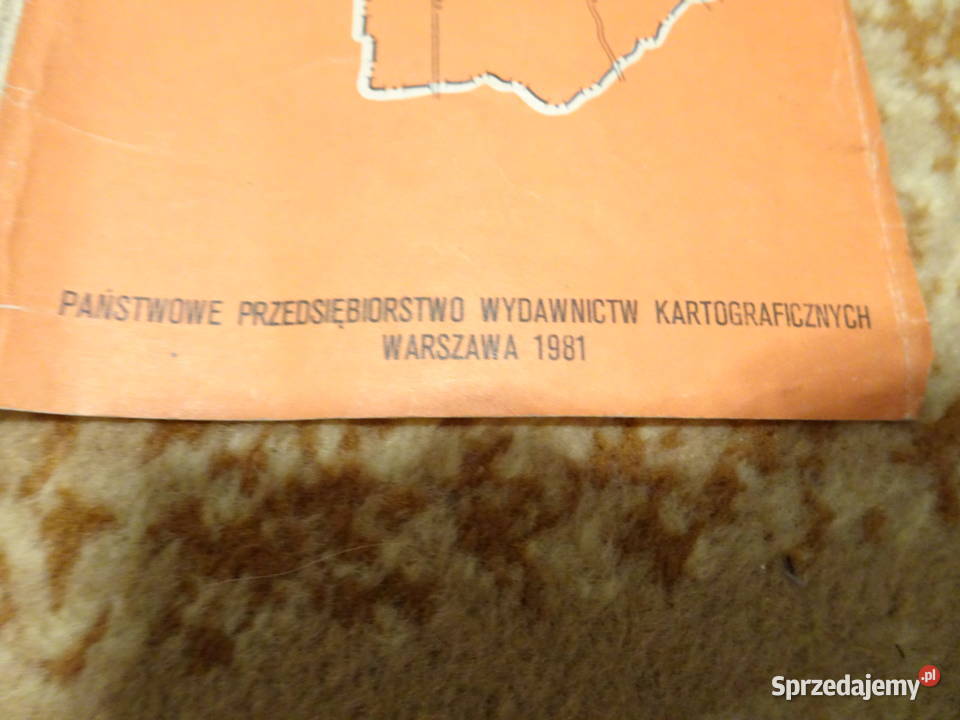 PAŃSTWOWE PRZEDSIĘBIORSTWO WYDAWNICTW KARTOGRAFICZNYCH
WARSZAWA 1981
Sprzedajemy.pl